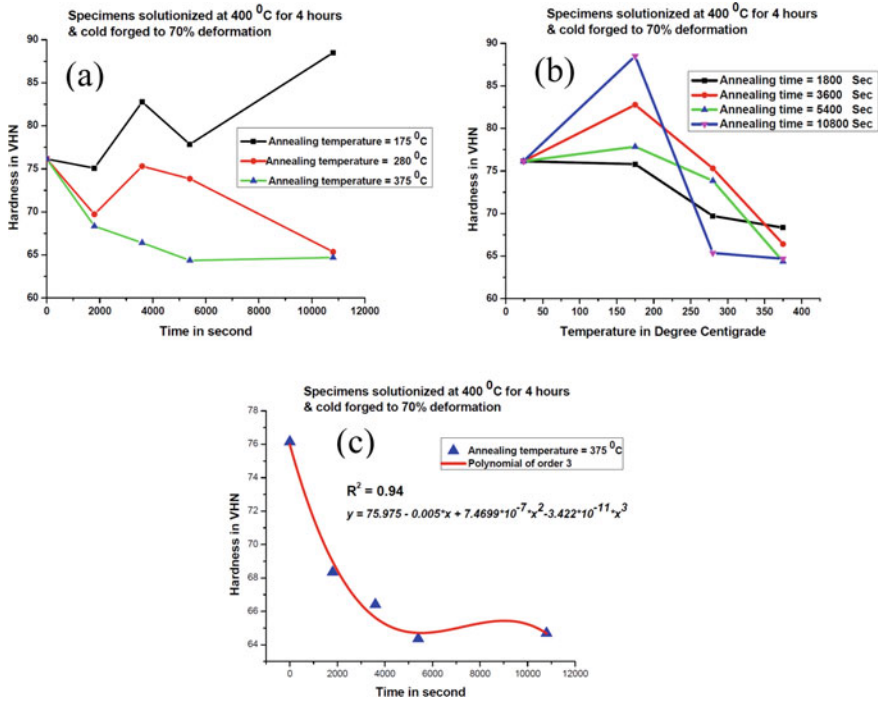 Specimens solutionized at 400 ⁰C for 4 hours
& cold forged to 70% deformation
(a)
Hardness in VHN
90
85
80
75
70
65
60
Annealing temperature = 175 ⁰C
Annealing temperature = 280 ⁰C
Annealing temperature = 375 ⁰C
0 2000 4000 6000 8000 10000 12000
Time in second
Specimens solutionized at 400 ⁰C for 4 hours
& cold forged to 70% deformation
(b)
Hardness in VHN
90
85
80
75
70
65
60
Annealing time = 1800 Sec
Annealing time = 3600 Sec
Annealing time = 5400 Sec
Annealing time = 10800 Sec
0 50 100 150 200 250 300 350 400
Temperature in Degree Centigrade
Specimens solutionized at 400 ⁰C for 4 hours
& cold forged to 70% deformation
(c)
Hardness in VHN
78
76
74
72
70
68
66
64
Annealing temperature = 375 ⁰C
Polynomial of order 3
R² = 0.94
y = 75.975 - 0.005*x + 7.4699*10⁻⁷*x²-3.422*10⁻¹¹*x³
0 2000 4000 6000 8000 10000 12000
Time in second